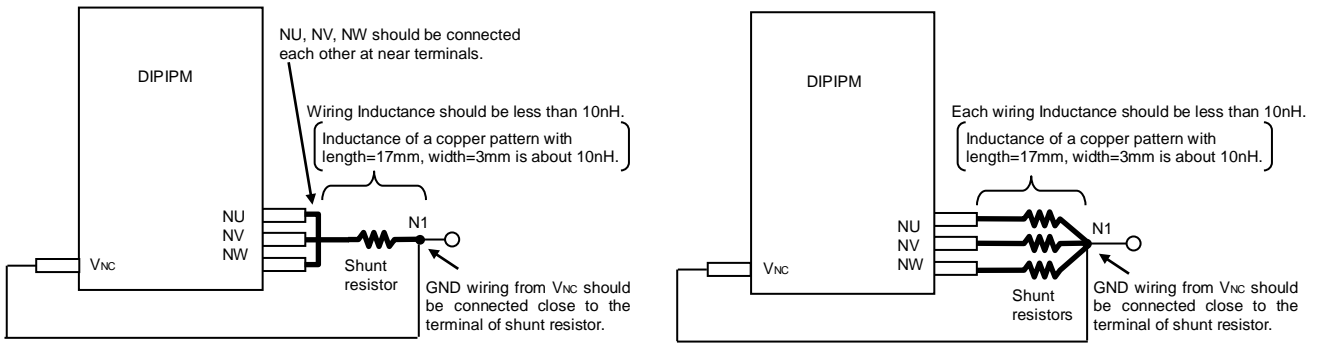 NU, NV, NW should be connected
each other at near terminals.
DIPIPM
Wiring Inductance should be less than 10nH.
Inductance of a copper pattern with
length=17mm, width=3mm is about 10nH.
NU
NV
NW
N1
VNC
Shunt
resistor
GND wiring from VNC should
be connected close to the
terminal of shunt resistor.
DIPIPM
Each wiring Inductance should be less than 10nH.
Inductance of a copper pattern with
length=17mm, width=3mm is about 10nH.
NU
NV
NW
N1
VNC
Shunt
resistors
GND wiring from VNC should
be connected close to the
terminal of shunt resistor.